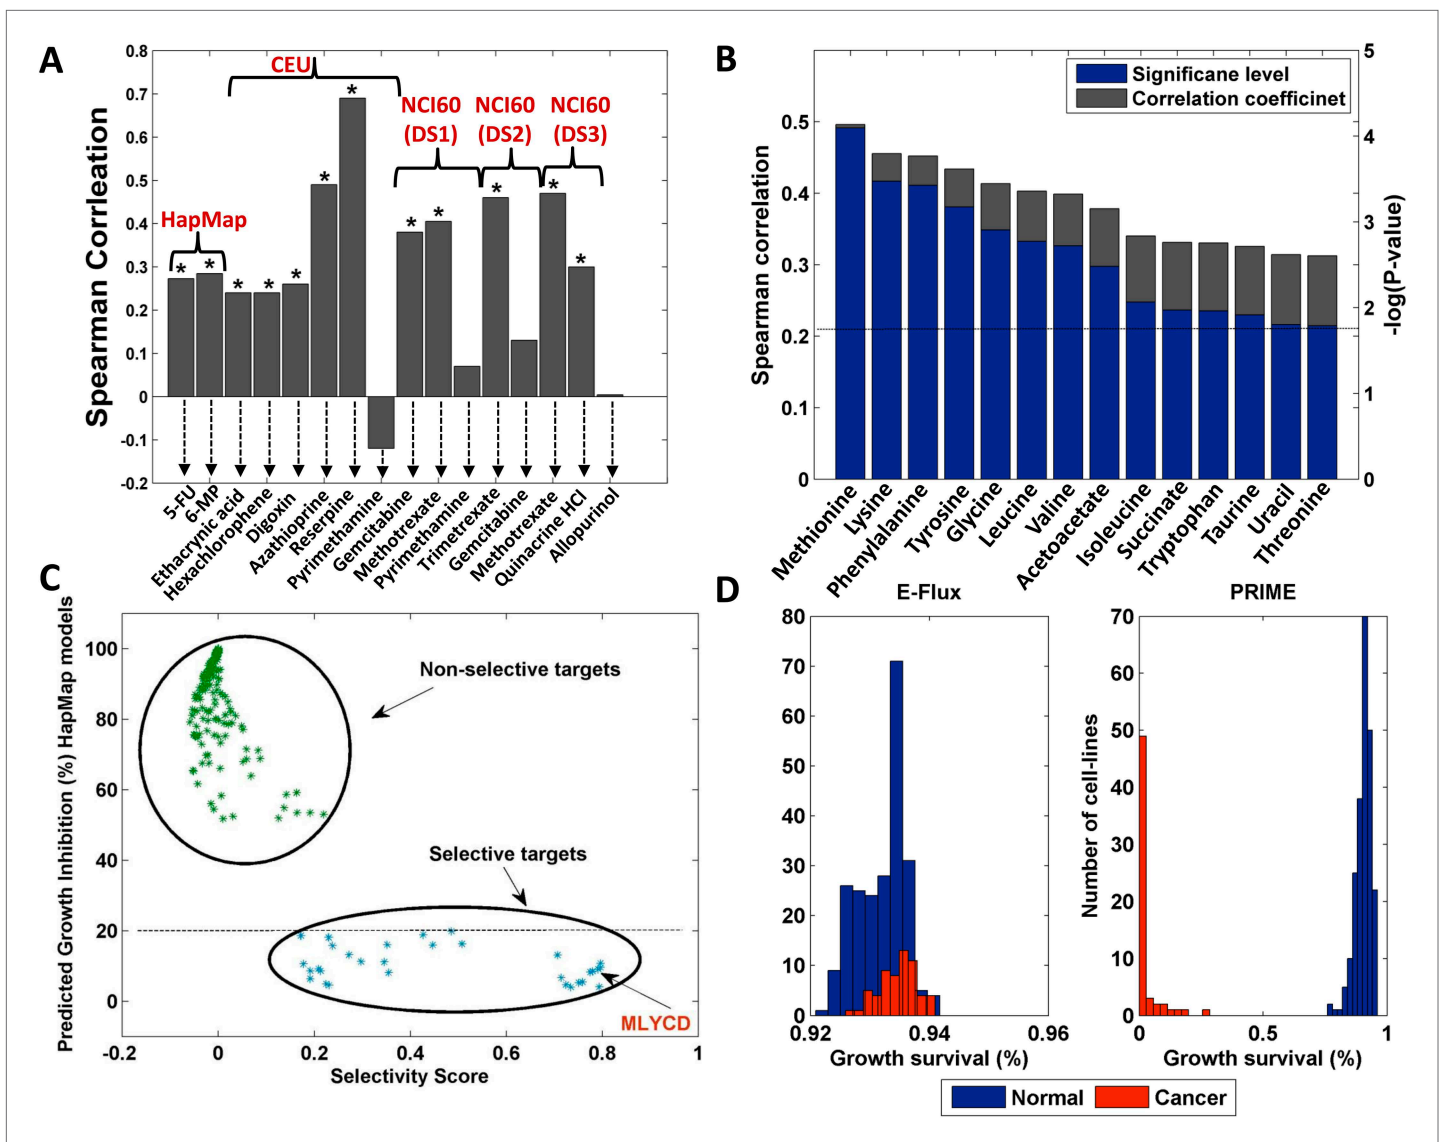 A
Spearman Corrleation
0.8
0.7
0.6
0.5
0.4
0.3
0.2
0.1
0
-0.1
-0.2
HapMap
CEU
NCI60
(DS1)
NCI60
(DS2)
NCI60
(DS3)
* * * * * * * * * * * *
5-FU
6-MP
Ethacrynic acid
Hexachlorophene
Digoxin
Azathioprine
Reserpine
Pyrimethamine
Gemcitabine
Methotrexate
Pyrimethamine
Trimetrexate
Gemcitabine
Methotrexate
Quinacrine HCl
Allopurinol
B
Spearman correlation
0.5
0.4
0.3
0.2
0.1
0
Significane level
Correlation coefficinet
5
4
3
2
1
0
-log(P-value)
Methionine
Lysine
Phenylalanine
Tyrosine
Glycine
Leucine
Valine
Acetoacetate
Isoleucine
Succinate
Tryptophan
Taurine
Uracil
Threonine
C
Predicted Growth Inhibition (%) HapMap models
100
80
60
40
20
0
Non-selective targets
Selective targets
MLYCD
-0.2
0
0.2
0.4
0.6
0.8
1
Selectivity Score
D
E-Flux
80
70
60
50
40
30
20
10
0
0.92
0.94
0.96
Growth survival (%)
PRIME
Number of cell-lines
70
60
50
40
30
20
10
0
0
0.5
1
Growth survival (%)
Normal
Cancer